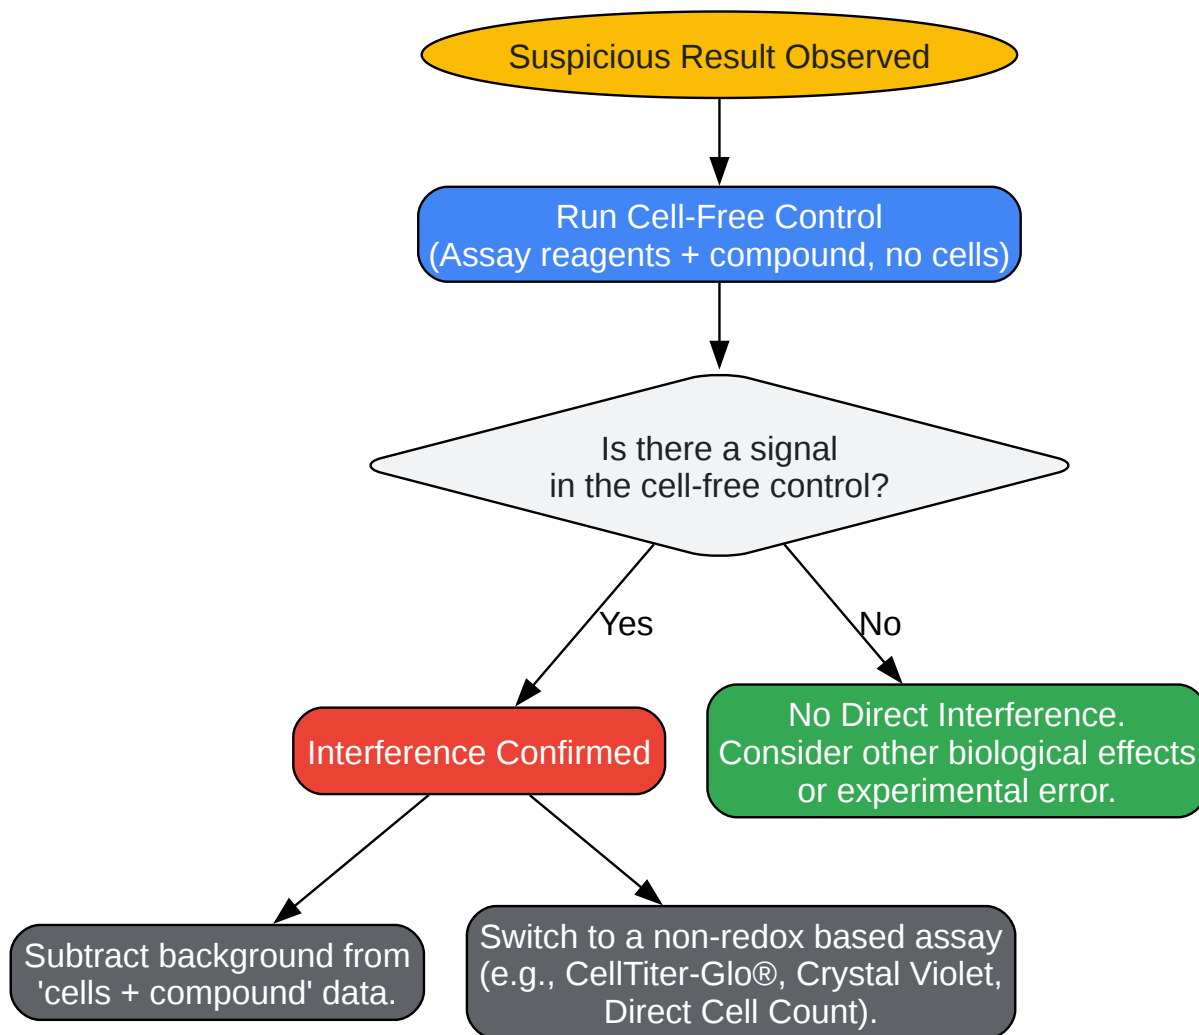 Suspicious Result Observed
Run Cell-Free Control
(Assay reagents + compound, no cells)
Is there a signal
in the cell-free control?
Yes
No
Interference Confirmed
No Direct Interference.
Consider other biological effects
or experimental error.
Subtract background from
'cells + compound' data.
Switch to a non-redox based assay
(e.g., CellTiter-Glo®, Crystal Violet,
Direct Cell Count).